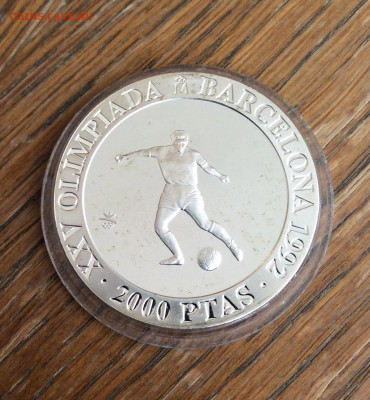 XXV OLIMPIADA BARCELONA 1992
· 2000 PTAS ·